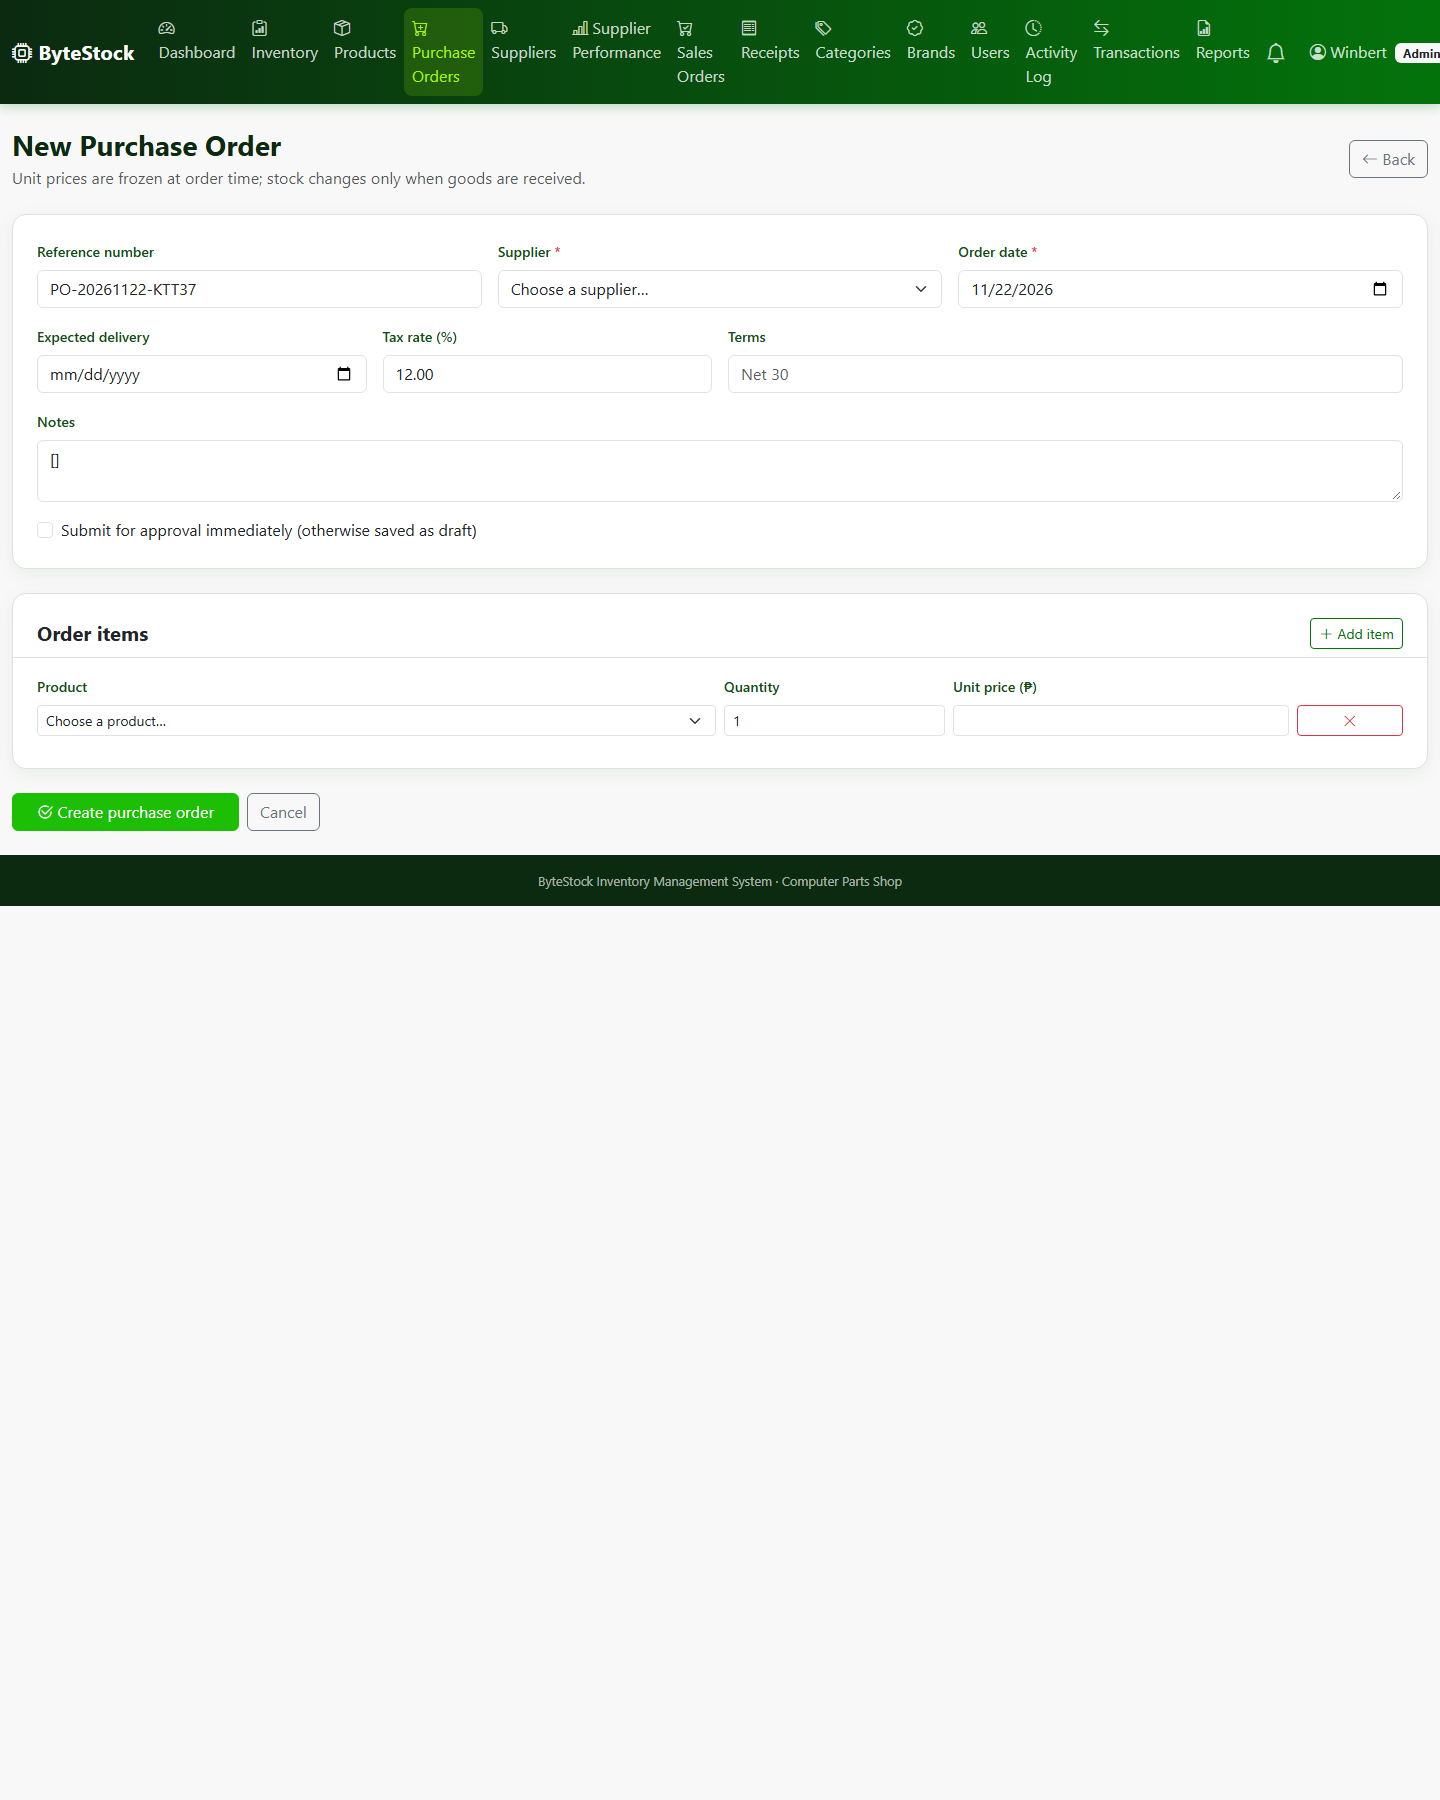 ByteStock
Dashboard
Inventory
Products
Purchase
Orders
Suppliers
Supplier
Performance
Sales
Orders
Receipts
Categories
Brands
Users
Activity
Log
Transactions
Reports
Winbert
Admin
New Purchase Order
Unit prices are frozen at order time; stock changes only when goods are received.
Back
Reference number
PO-20261122-KTT37
Supplier *
Choose a supplier...
Order date *
11/22/2026
Expected delivery
mm/dd/yyyy
Tax rate (%)
12.00
Terms
Net 30
Notes
[]
Submit for approval immediately (otherwise saved as draft)
Order items
Add item
Product
Choose a product...
Quantity
1
Unit price (₱)
Create purchase order
Cancel
ByteStock Inventory Management System · Computer Parts Shop